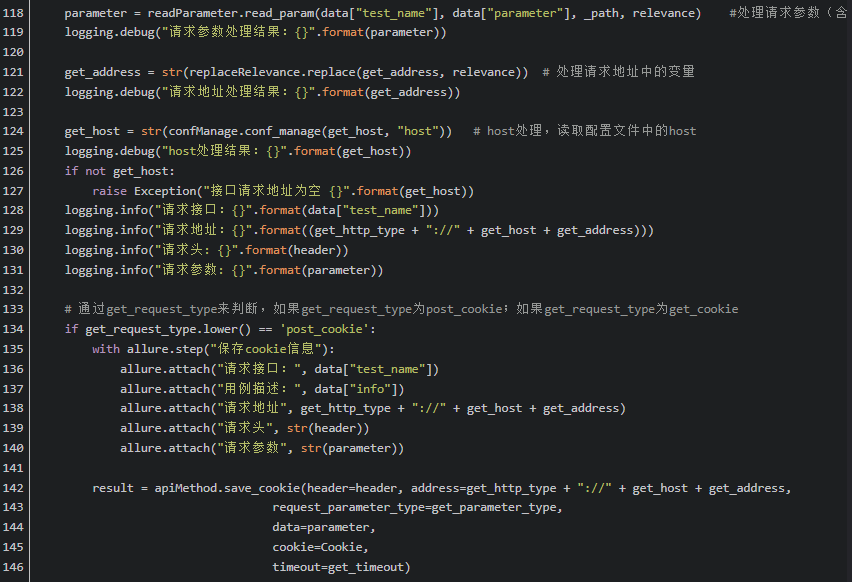 118 parameter = readParameter.read_param(data["test_name"], data["parameter"], _path, relevance) #处理请求参数（含
119 logging.debug("请求参数处理结果：{}".format(parameter))
120
121 get_address = str(replaceRelevance.replace(get_address, relevance)) # 处理请求地址中的变量
122 logging.debug("请求地址处理结果：{}".format(get_address))
123
124 get_host = str(confManage.conf_manage(get_host, "host")) # host处理，读取配置文件中的host
125 logging.debug("host处理结果：{}".format(get_host))
126 if not get_host:
127 raise Exception("接口请求地址为空 {}".format(get_host))
128 logging.info("请求接口：{}".format(data["test_name"]))
129 logging.info("请求地址：{}".format((get_http_type + "://" + get_host + get_address)))
130 logging.info("请求头: {}".format(header))
131 logging.info("请求参数: {}".format(parameter))
132
133 # 通过get_request_type来判断，如果get_request_type为post_cookie；如果get_request_type为get_cookie
134 if get_request_type.lower() == 'post_cookie':
135 with allure.step("保存cookie信息"):
136 allure.attach("请求接口：", data["test_name"])
137 allure.attach("用例描述：", data["info"])
138 allure.attach("请求地址", get_http_type + "://" + get_host + get_address)
139 allure.attach("请求头", str(header))
140 allure.attach("请求参数", str(parameter))
141
142 result = apiMethod.save_cookie(header=header, address=get_http_type + "://" + get_host + get_address,
143 request_parameter_type=get_parameter_type,
144 data=parameter,
145 cookie=Cookie,
146 timeout=get_timeout)